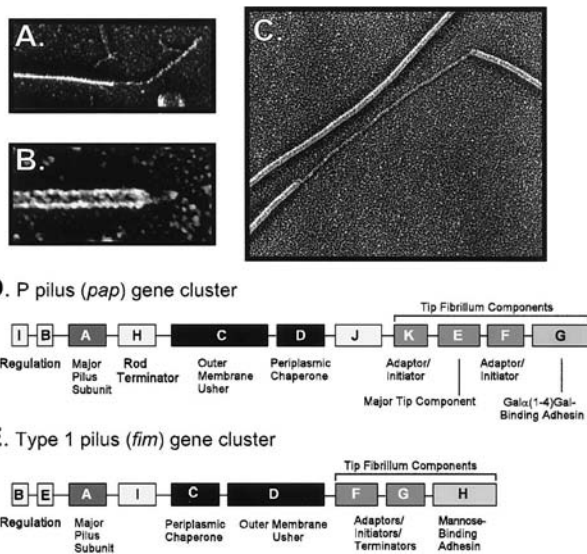 A.
C.
B.
D. P pilus (pap) gene cluster
Tip Fibrillum Components
I B A H C D J K E F G
Regulation
Major
Pilus
Subunit
Rod
Terminator
Outer
Membrane
Usher
Periplasmic
Chaperone
Adaptor/
Initiator
Major Tip Component
Adaptor/
Initiator
Galα(1-4)Gal-
Binding Adhesin
E. Type 1 pilus (fim) gene cluster
Tip Fibrillum Components
B E A I C D F G H
Regulation
Major
Pilus
Subunit
Periplasmic
Chaperone
Outer Membrane
Usher
Adaptors/
Initiators/
Terminators
Mannose-
Binding
Adhesin